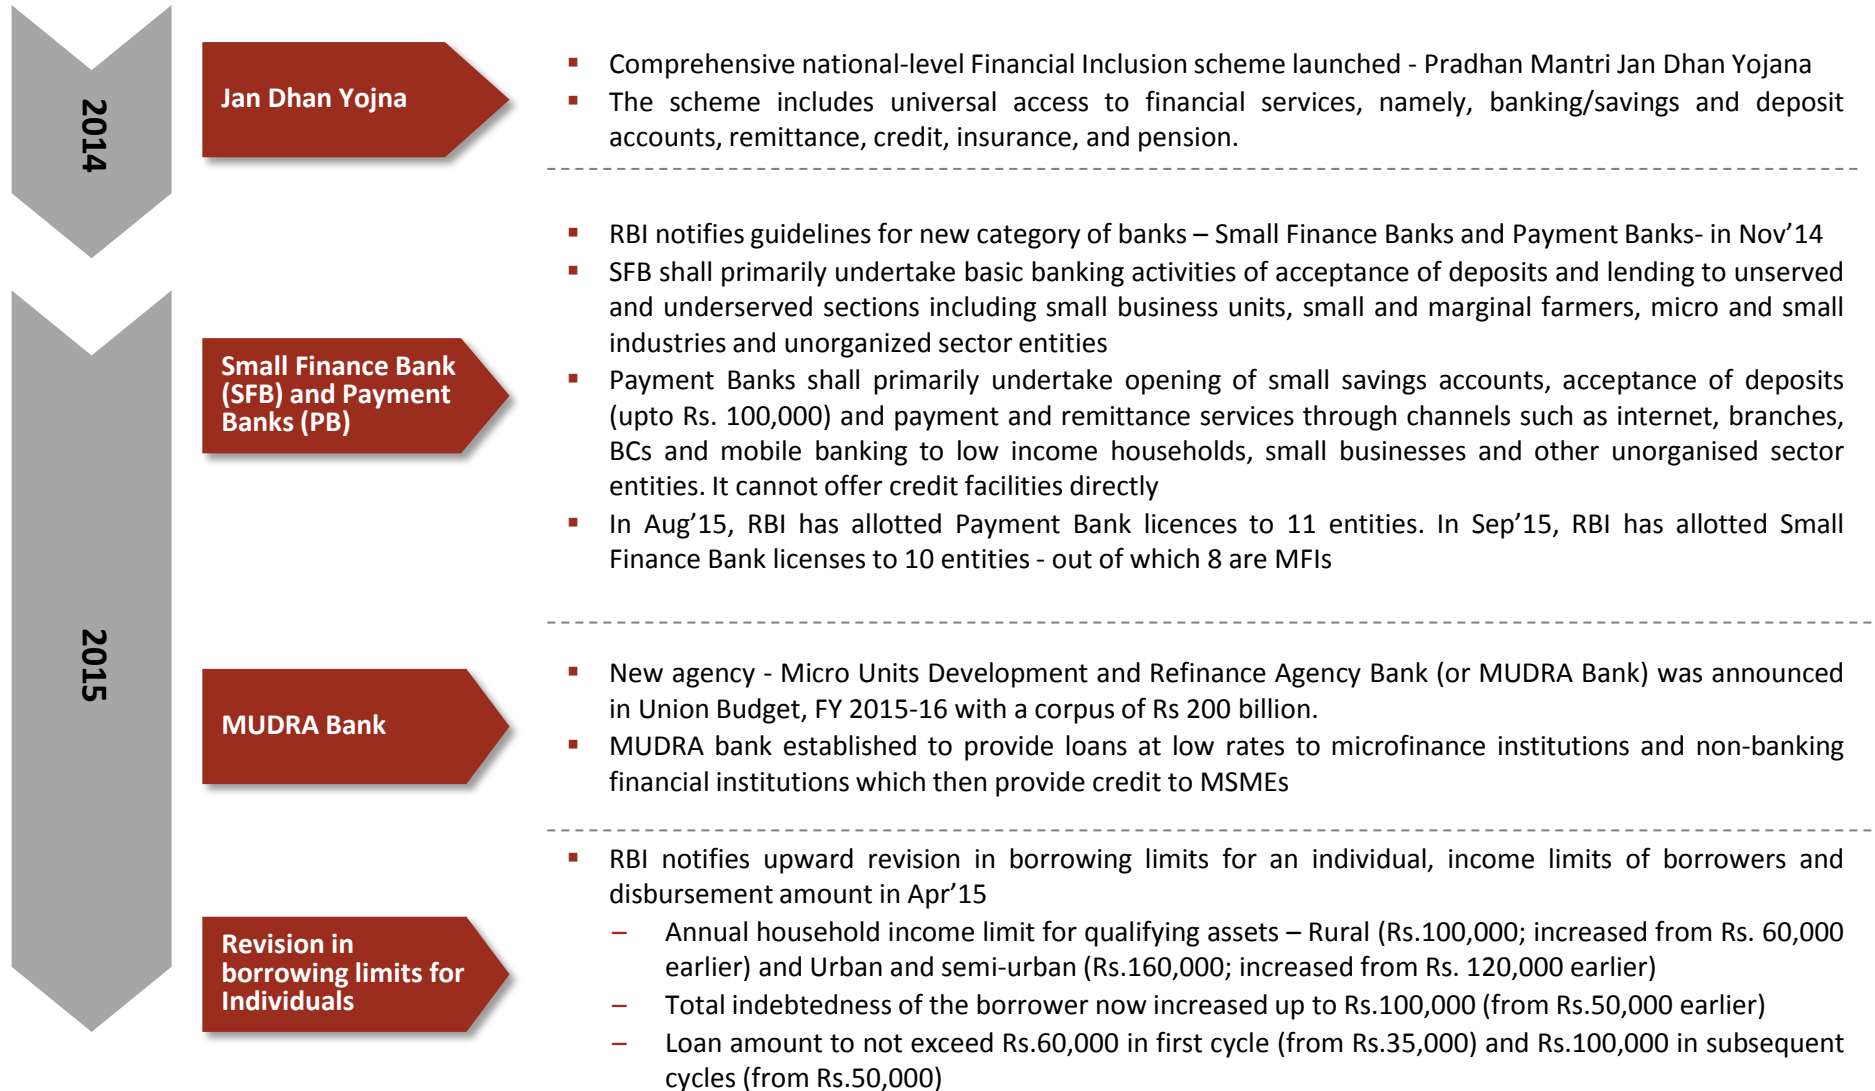 2014
Jan Dhan Yojna
▪ Comprehensive national-level Financial Inclusion scheme launched - Pradhan Mantri Jan Dhan Yojana
▪ The scheme includes universal access to financial services, namely, banking/savings and deposit
accounts, remittance, credit, insurance, and pension.
2015
Small Finance Bank
(SFB) and Payment
Banks (PB)
▪ RBI notifies guidelines for new category of banks – Small Finance Banks and Payment Banks- in Nov’14
▪ SFB shall primarily undertake basic banking activities of acceptance of deposits and lending to unserved
and underserved sections including small business units, small and marginal farmers, micro and small
industries and unorganized sector entities
▪ Payment Banks shall primarily undertake opening of small savings accounts, acceptance of deposits
(upto Rs. 100,000) and payment and remittance services through channels such as internet, branches,
BCs and mobile banking to low income households, small businesses and other unorganised sector
entities. It cannot offer credit facilities directly
▪ In Aug’15, RBI has allotted Payment Bank licences to 11 entities. In Sep’15, RBI has allotted Small
Finance Bank licenses to 10 entities - out of which 8 are MFIs
MUDRA Bank
▪ New agency - Micro Units Development and Refinance Agency Bank (or MUDRA Bank) was announced
in Union Budget, FY 2015-16 with a corpus of Rs 200 billion.
▪ MUDRA bank established to provide loans at low rates to microfinance institutions and non-banking
financial institutions which then provide credit to MSMEs
Revision in
borrowing limits for
Individuals
▪ RBI notifies upward revision in borrowing limits for an individual, income limits of borrowers and
disbursement amount in Apr’15
– Annual household income limit for qualifying assets – Rural (Rs.100,000; increased from Rs. 60,000
earlier) and Urban and semi-urban (Rs.160,000; increased from Rs. 120,000 earlier)
– Total indebtedness of the borrower now increased up to Rs.100,000 (from Rs.50,000 earlier)
– Loan amount to not exceed Rs.60,000 in first cycle (from Rs.35,000) and Rs.100,000 in subsequent
cycles (from Rs.50,000)